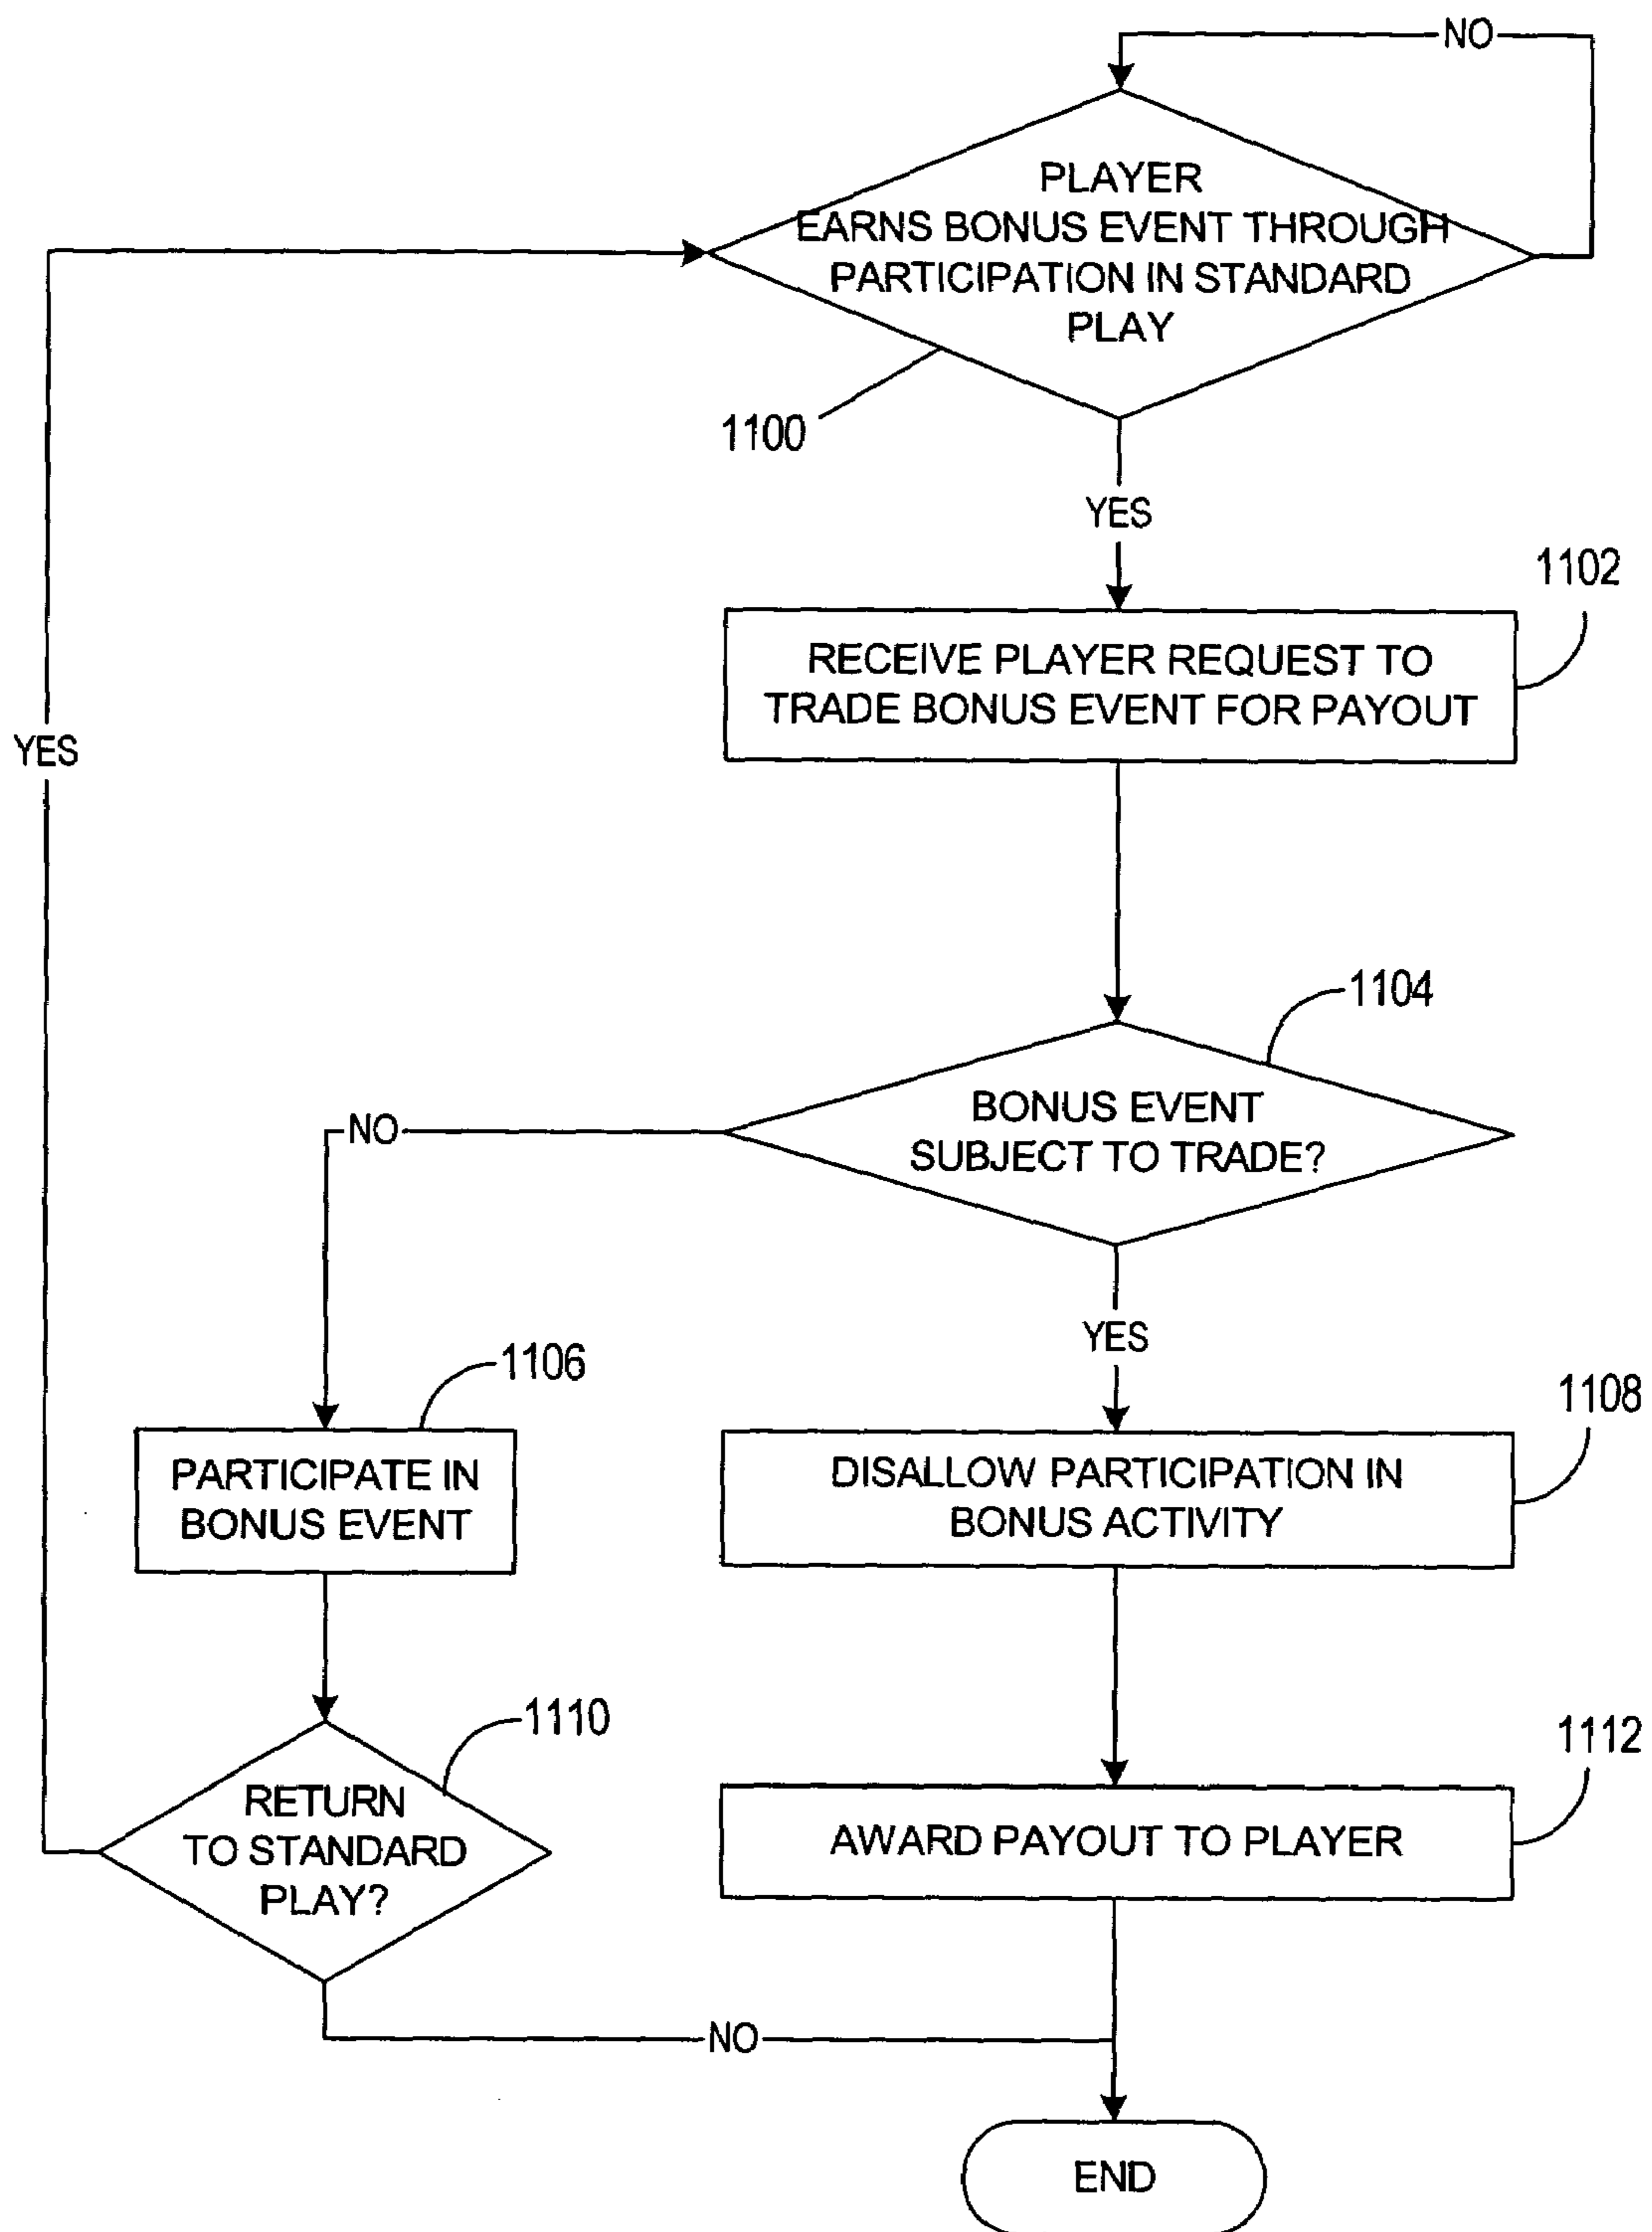 NO
PLAYER
EARNS BONUS EVENT THROUGH
PARTICIPATION IN STANDARD
PLAY
1100
YES
1102
RECEIVE PLAYER REQUEST TO
TRADE BONUS EVENT FOR PAYOUT
YES
1104
BONUS EVENT
SUBJECT TO TRADE?
NO
YES
1106
PARTICIPATE IN
BONUS EVENT
1108
DISALLOW PARTICIPATION IN
BONUS ACTIVITY
1110
RETURN
TO STANDARD
PLAY?
1112
AWARD PAYOUT TO PLAYER
NO
END